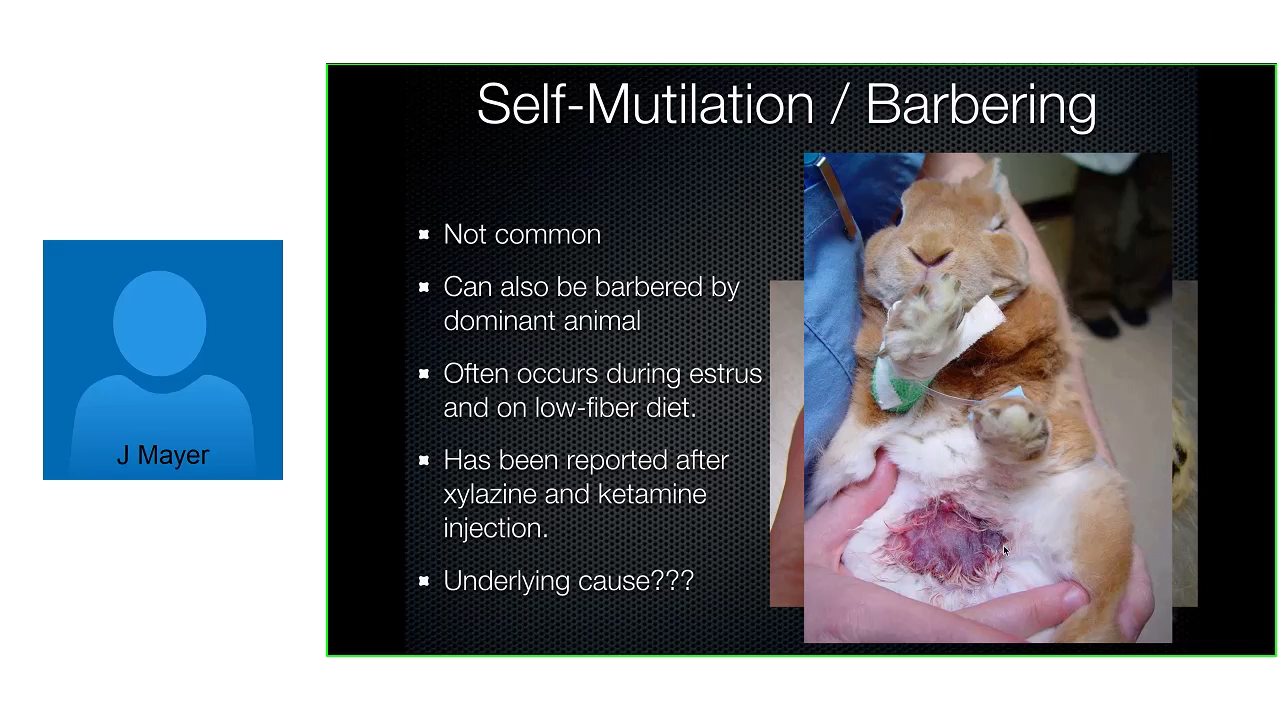 Self-Mutilation / Barbering
Not common
Can also be barbered by
dominant animal
Often occurs during estrus
and on low-fiber diet.
Has been reported after
xylazine and ketamine
injection.
Underlying cause???
J Mayer